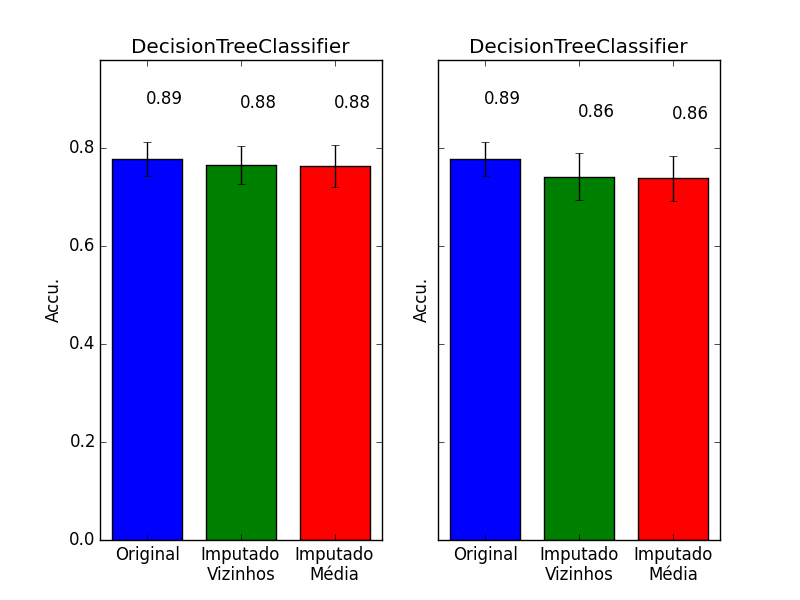 DecisionTreeClassifier
0.89
0.88
0.88
0.8
0.6
0.4
0.2
0.0
Accu.
Original
Imputado
Vizinhos
Imputado
Média
DecisionTreeClassifier
0.89
0.86
0.86
Accu.
Original
Imputado
Vizinhos
Imputado
Média